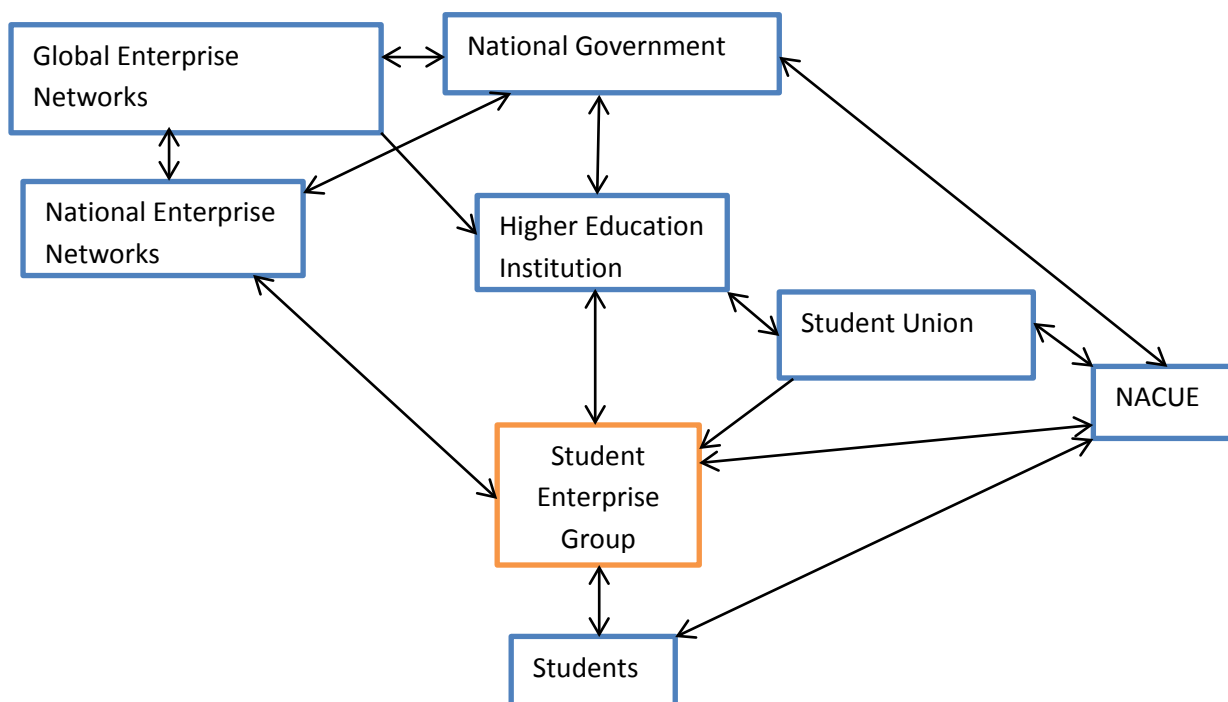 Global Enterprise
Networks
National Government
National Enterprise
Networks
Higher Education
Institution
Student Union
NACUE
Student
Enterprise
Group
Students